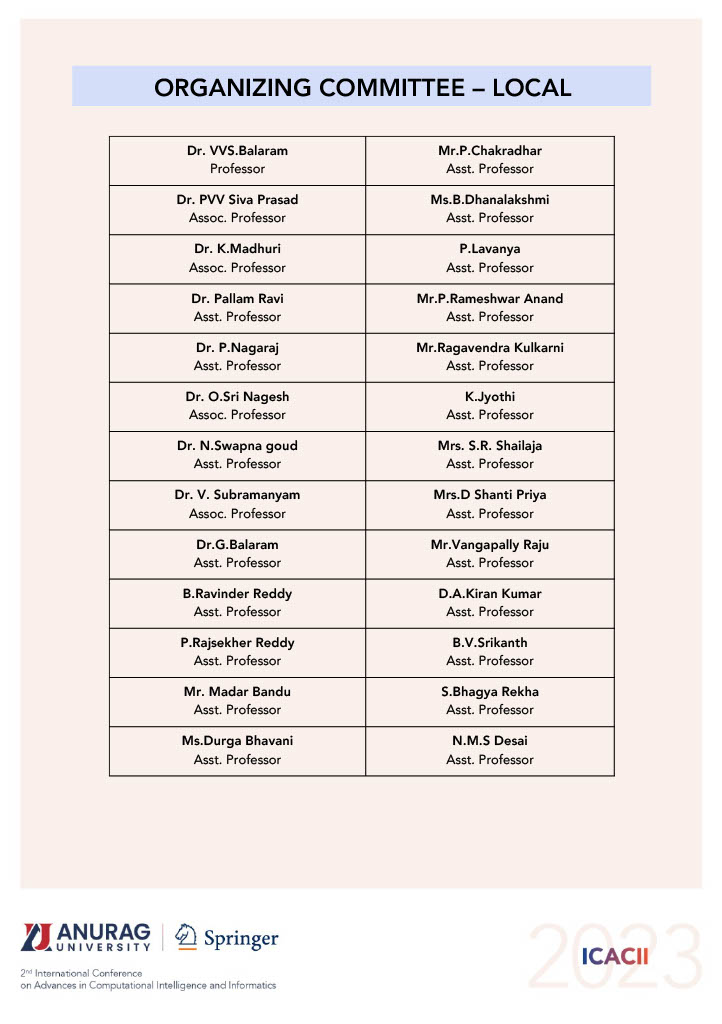 ORGANIZING COMMITTEE – LOCAL
Dr. VVS.Balaram
Professor
Mr.P.Chakradhar
Asst. Professor
Dr. PVV Siva Prasad
Assoc. Professor
Ms.B.Dhanalakshmi
Asst. Professor
Dr. K.Madhuri
Assoc. Professor
P.Lavanya
Asst. Professor
Dr. Pallam Ravi
Asst. Professor
Mr.P.Rameshwar Anand
Asst. Professor
Dr. P.Nagaraj
Asst. Professor
Mr.Ragavendra Kulkarni
Asst. Professor
Dr. O.Sri Nagesh
Assoc. Professor
K.Jyothi
Asst. Professor
Dr. N.Swapna goud
Asst. Professor
Mrs. S.R. Shailaja
Asst. Professor
Dr. V. Subramanyam
Assoc. Professor
Mrs.D Shanti Priya
Asst. Professor
Dr.G.Balaram
Asst. Professor
Mr.Vangapally Raju
Asst. Professor
B.Ravinder Reddy
Asst. Professor
D.A.Kiran Kumar
Asst. Professor
P.Rajsekher Reddy
Asst. Professor
B.V.Srikanth
Asst. Professor
Mr. Madar Bandu
Asst. Professor
S.Bhagya Rekha
Asst. Professor
Ms.Durga Bhavani
Asst. Professor
N.M.S Desai
Asst. Professor
ANURAG
UNIVERSITY
Springer
2nd International Conference
on Advances in Computational Intelligence and Informatics
2023
ICACII